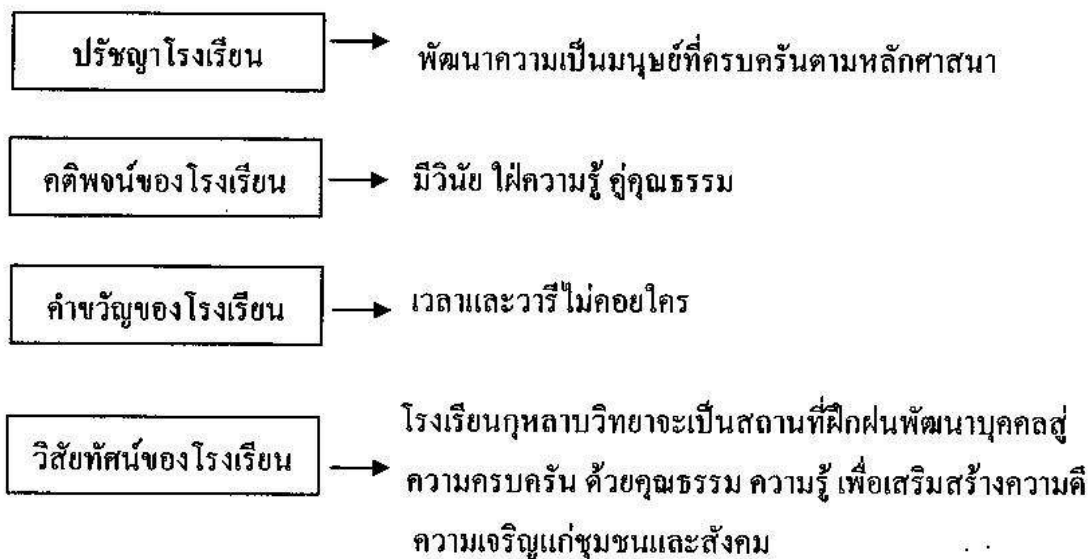 ปรัชญาโรงเรียน
พัฒนาความเป็นมนุษย์ที่ครบครันตามหลักศาสนา
คติพจน์ของโรงเรียน
มีวินัย ใฝ่ความรู้ คู่คุณธรรม
คำขวัญของโรงเรียน
เวลาและวารีไม่คอยใคร
วิสัยทัศน์ของโรงเรียน
โรงเรียนกุหลาบวิทยาจะเป็นสถานที่ฝึกฝนพัฒนาบุคคลสู่
ความครบครัน ด้วยคุณธรรม ความรู้ เพื่อเสริมสร้างความดี
ความเจริญแก่ชุมชนและสังคม